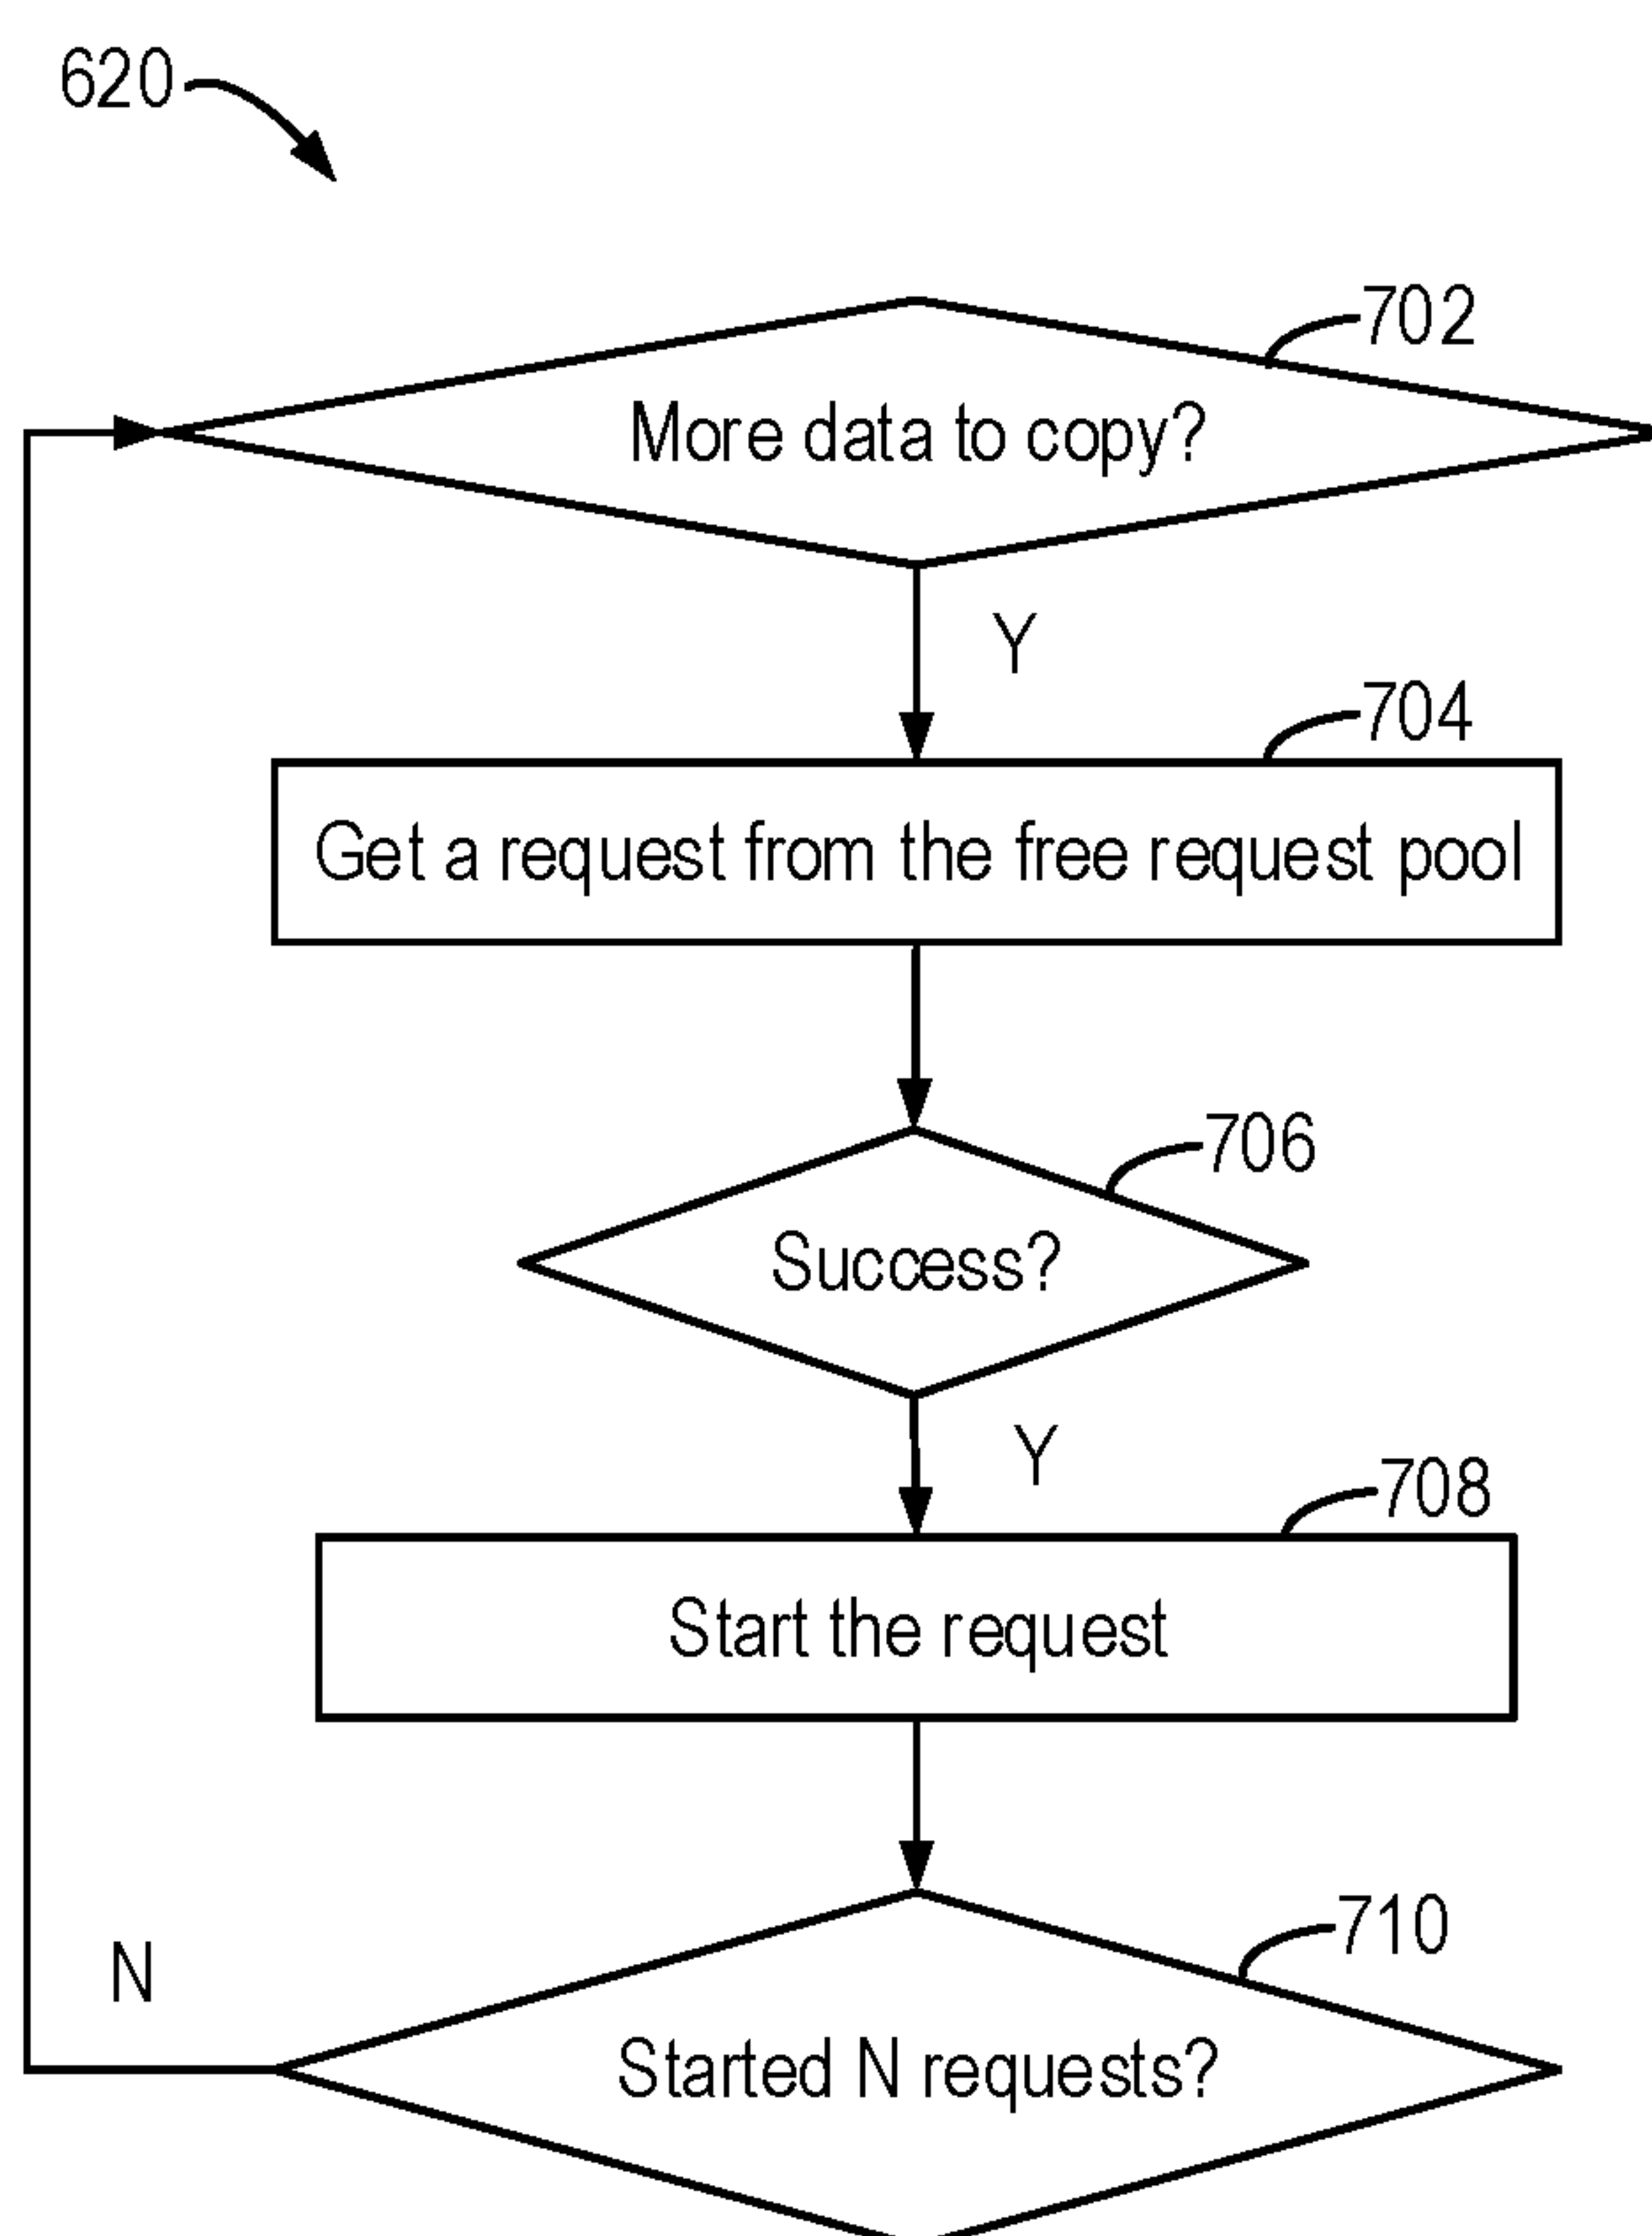 620
702
More data to copy?
Y
704
Get a request from the free request pool
706
Success?
Y
708
Start the request
710
N
Started N requests?